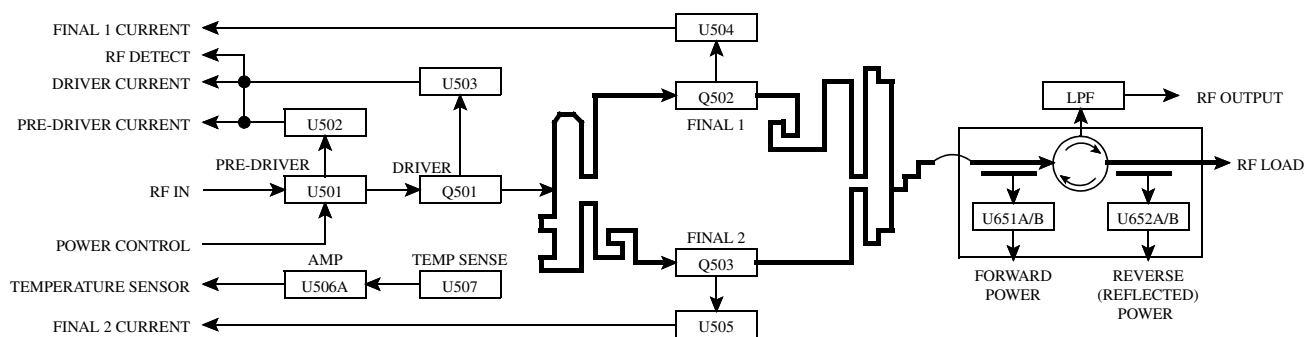 FINAL 1 CURRENT
U504
RF DETECT
DRIVER CURRENT
U503
Q502
FINAL 1
LPF
RF OUTPUT
PRE-DRIVER CURRENT
U502
PRE-DRIVER
DRIVER
RF IN
U501
Q501
RF LOAD
U651A/B
U652A/B
POWER CONTROL
FINAL 2
Q503
AMP
TEMP SENSE
TEMPERATURE SENSOR
U506A
U507
FORWARD
POWER
REVERSE
(REFLECTED)
POWER
FINAL 2 CURRENT
U505